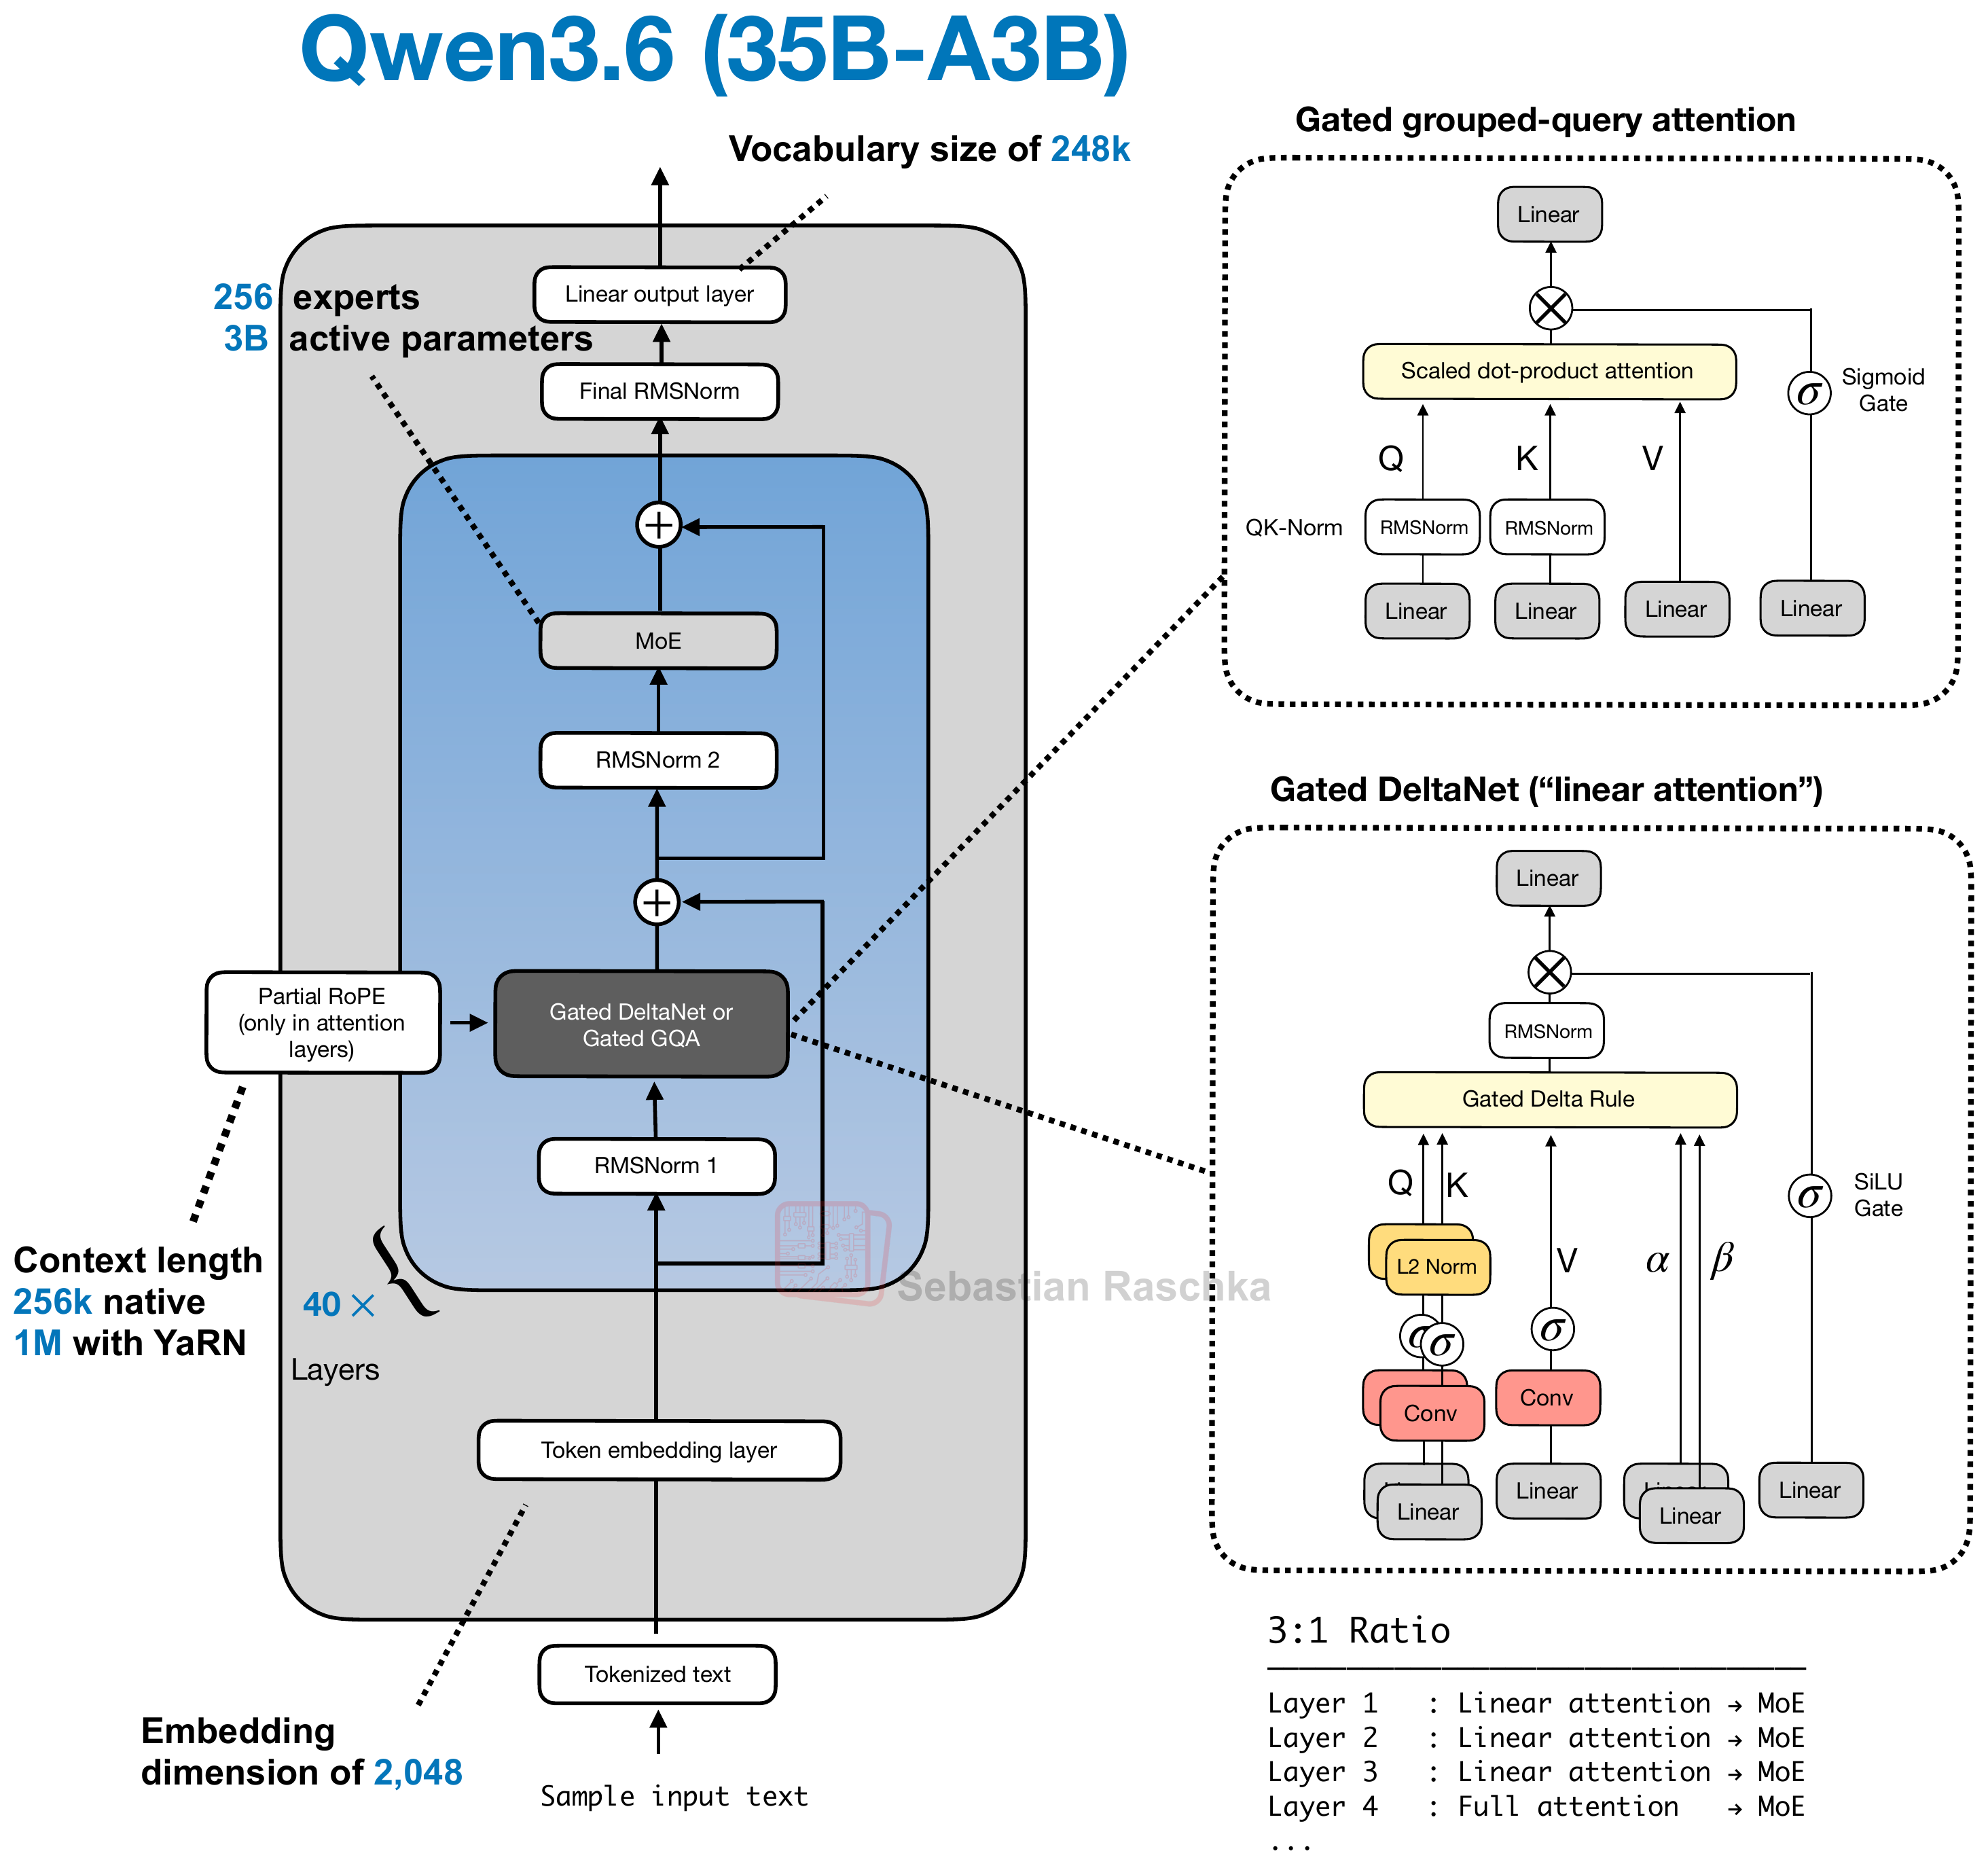 Qwen3.6 (35B-A3B)
Vocabulary size of 248k
256 experts
3B active parameters
Linear output layer
Final RMSNorm
MoE
RMSNorm 2
Partial RoPE
(only in attention
layers)
Gated DeltaNet or
Gated GQA
RMSNorm 1
Context length
256k native
1M with YaRN
40 ×
Layers
Sebastian Raschka
Token embedding layer
Tokenized text
Embedding
dimension of 2,048
Sample input text
Gated grouped-query attention
Linear
Scaled dot-product attention
σ
Sigmoid
Gate
Q
K
V
QK-Norm
RMSNorm
RMSNorm
Linear
Linear
Linear
Linear
Gated DeltaNet (“linear attention”)
Linear
RMSNorm
Gated Delta Rule
Q
K
σ
SiLU
Gate
L2 Norm
V
α
β
σ
σ
σ
Conv
Conv
Linear
Linear
Linear
Linear
Linear
3:1 Ratio
Layer 1 : Linear attention → MoE
Layer 2 : Linear attention → MoE
Layer 3 : Linear attention → MoE
Layer 4 : Full attention → MoE
...